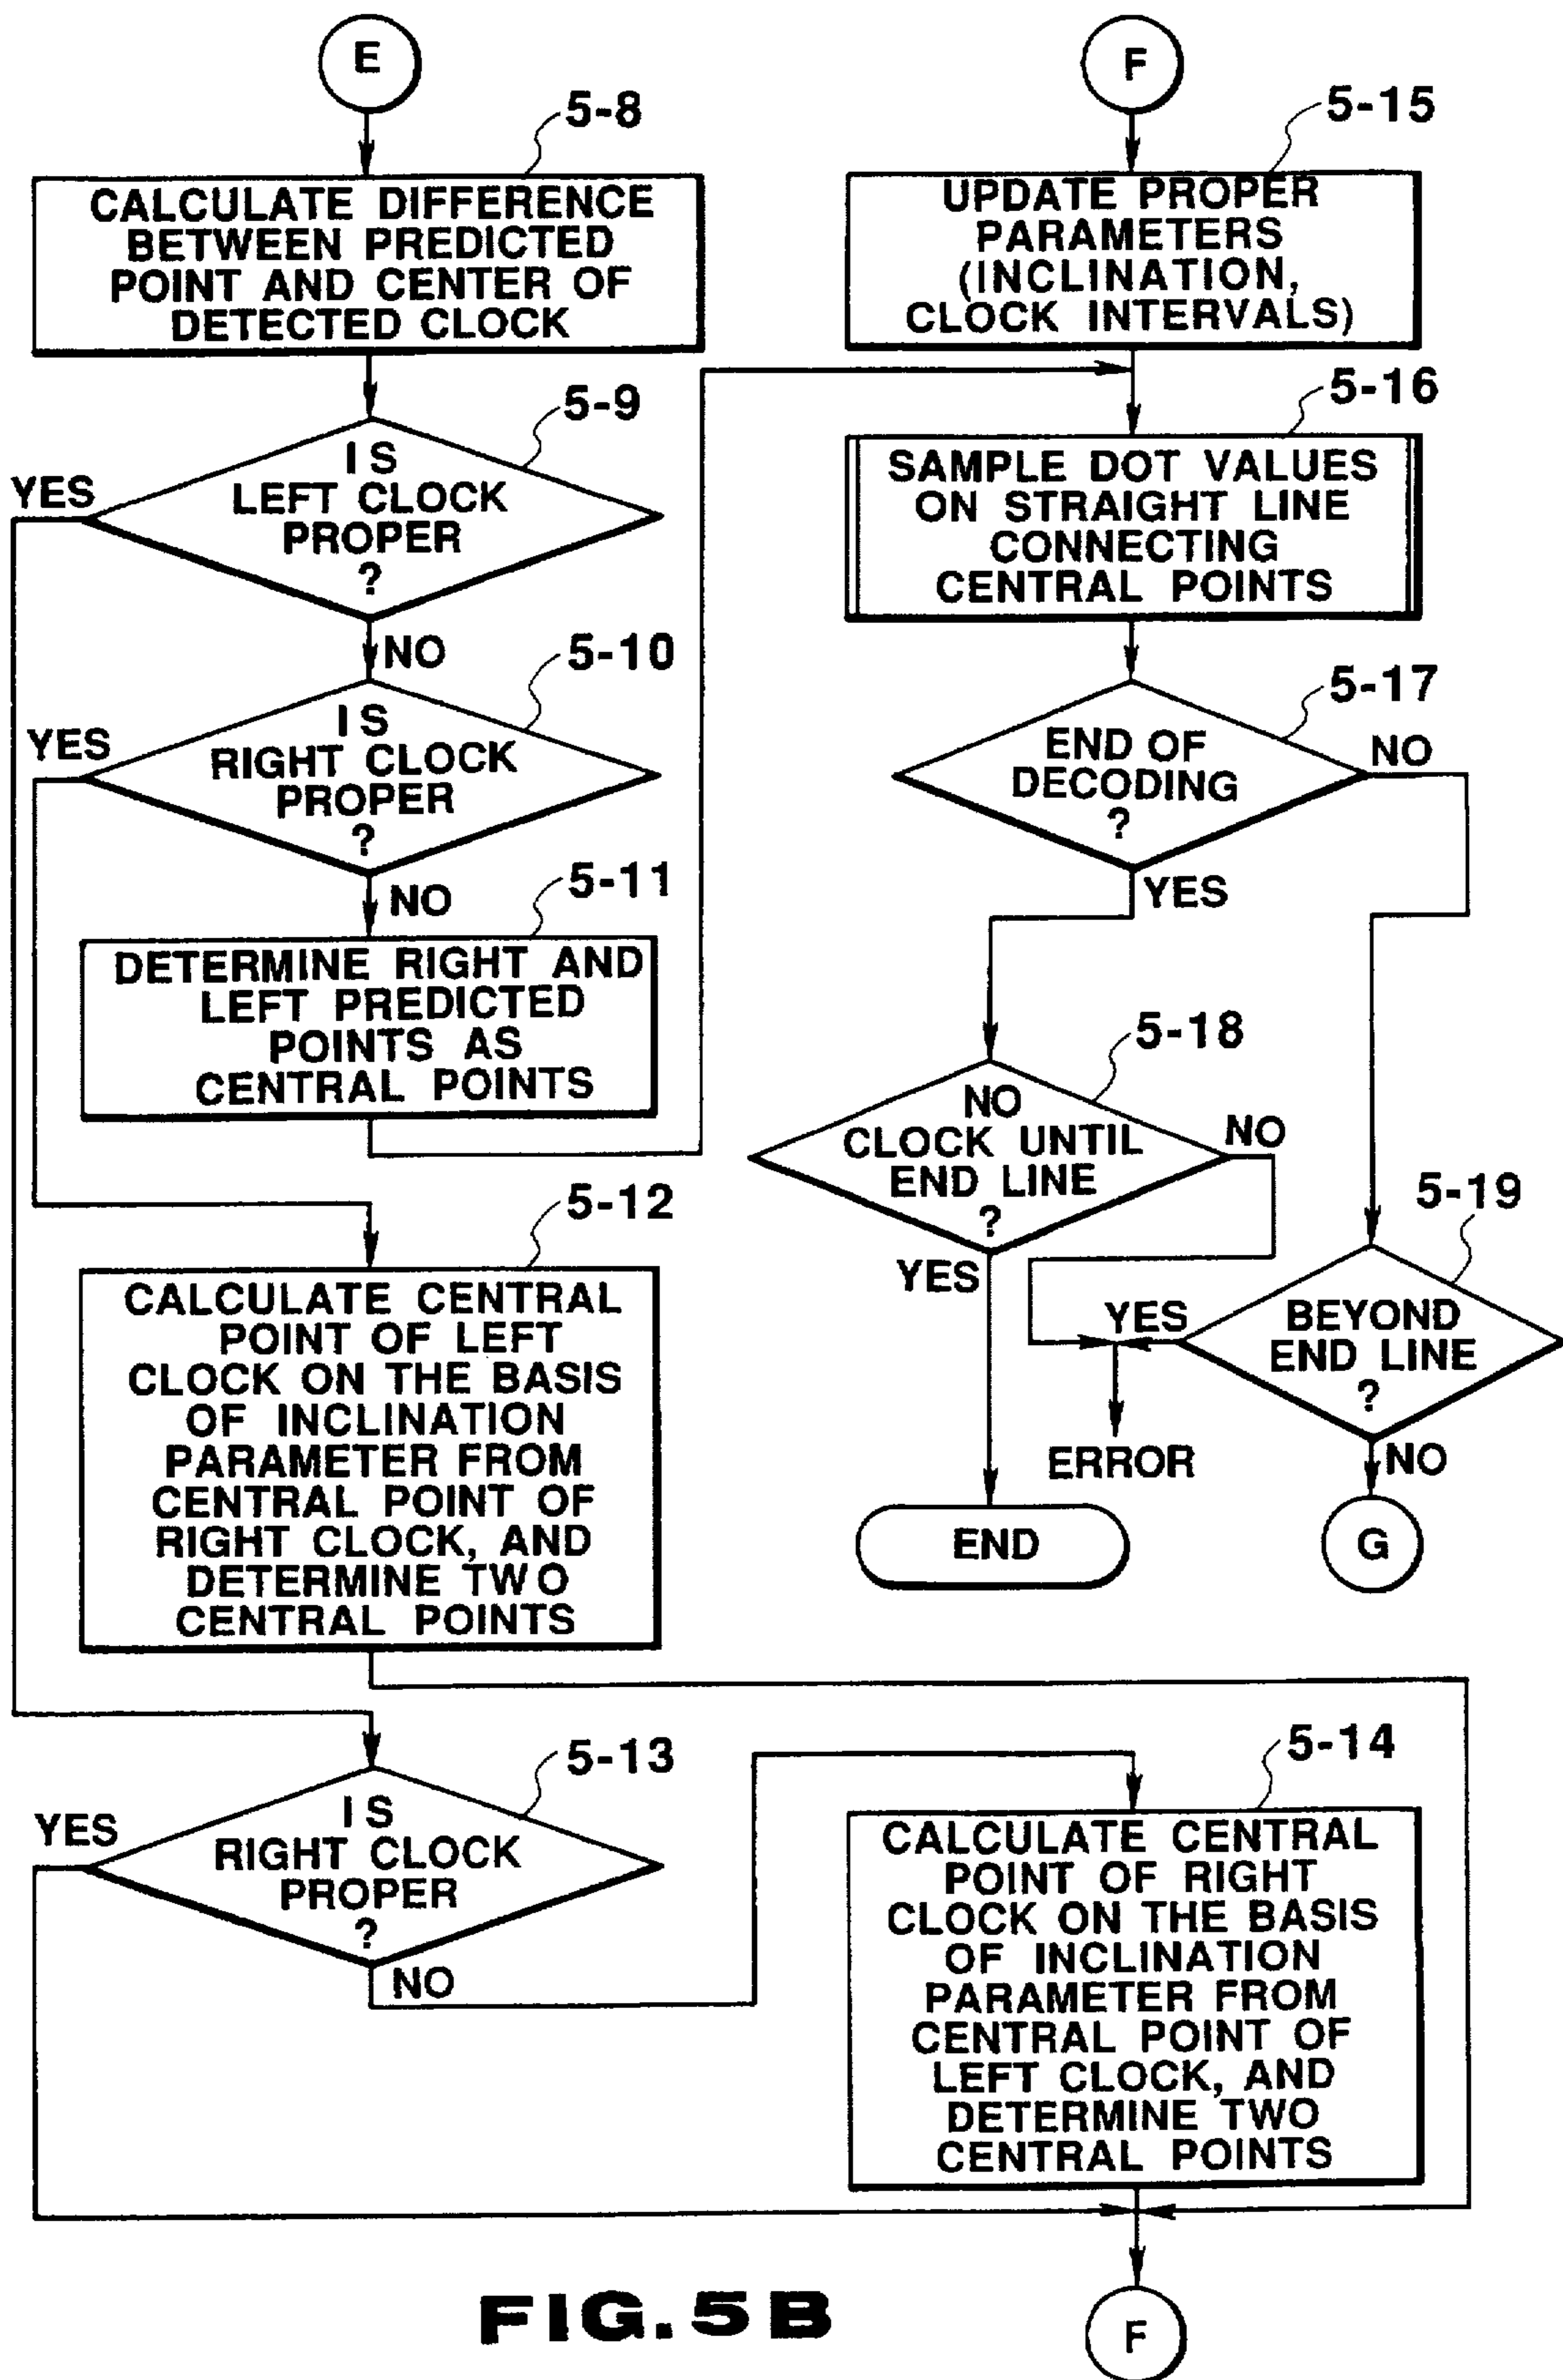 E
5-8
CALCULATE DIFFERENCE
BETWEEN PREDICTED
POINT AND CENTER OF
DETECTED CLOCK
5-9
IS
LEFT CLOCK
PROPER
?
YES
NO
5-10
IS
RIGHT CLOCK
PROPER
?
YES
NO
5-11
DETERMINE RIGHT AND
LEFT PREDICTED
POINTS AS
CENTRAL POINTS
5-12
CALCULATE CENTRAL
POINT OF LEFT
CLOCK ON THE BASIS
OF INCLINATION
PARAMETER FROM
CENTRAL POINT OF
RIGHT CLOCK, AND
DETERMINE TWO
CENTRAL POINTS
5-13
IS
RIGHT CLOCK
PROPER
?
YES
NO
5-14
CALCULATE CENTRAL
POINT OF RIGHT
CLOCK ON THE BASIS
OF INCLINATION
PARAMETER FROM
CENTRAL POINT OF
LEFT CLOCK, AND
DETERMINE TWO
CENTRAL POINTS
F
F
5-15
UPDATE PROPER
PARAMETERS
(INCLINATION,
CLOCK INTERVALS)
5-16
SAMPLE DOT VALUES
ON STRAIGHT LINE
CONNECTING
CENTRAL POINTS
5-17
END OF
DECODING
?
NO
YES
5-18
NO
CLOCK UNTIL
END LINE
?
NO
YES
5-19
BEYOND
END LINE
?
YES
NO
ERROR
END
G
FIG.5B